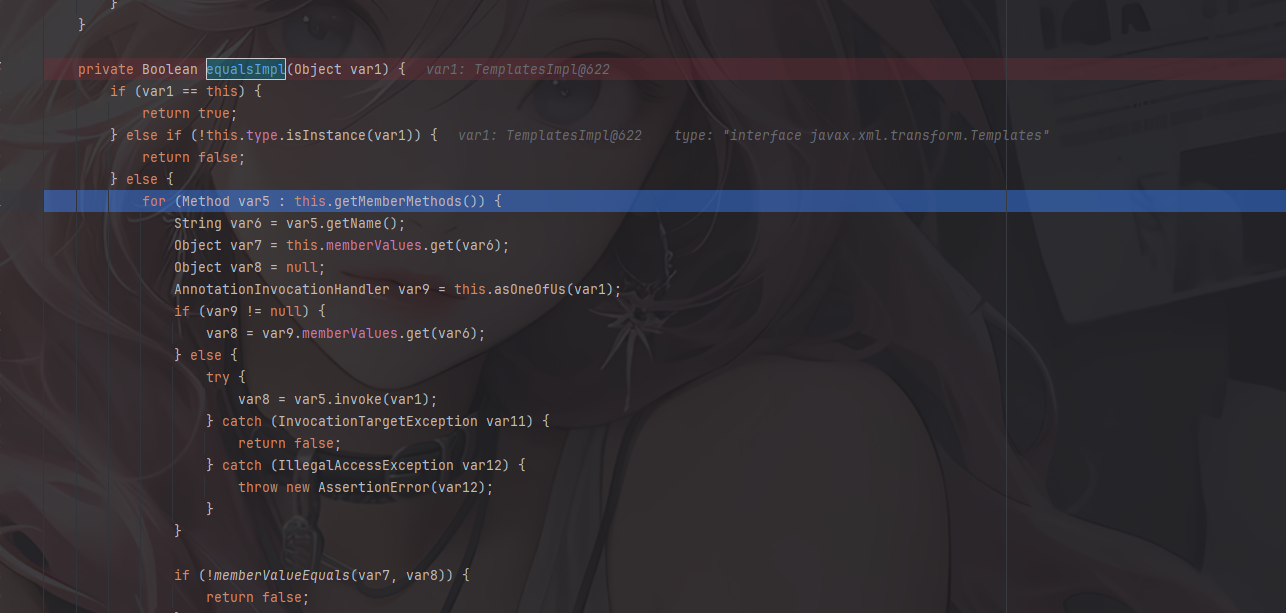 }
}
private Boolean equalsImpl(Object var1) {   var1: TemplatesImpl@622
if (var1 == this) {
return true;
} else if (!this.type.isInstance(var1)) {   var1: TemplatesImpl@622    type: "interface javax.xml.transform.Templates"
return false;
} else {
for (Method var5 : this.getMemberMethods()) {
String var6 = var5.getName();
Object var7 = this.memberValues.get(var6);
Object var8 = null;
AnnotationInvocationHandler var9 = this.asOneOfUs(var1);
if (var9 != null) {
var8 = var9.memberValues.get(var6);
} else {
try {
var8 = var5.invoke(var1);
} catch (InvocationTargetException var11) {
return false;
} catch (IllegalAccessException var12) {
throw new AssertionError(var12);
}
}
if (!memberValueEquals(var7, var8)) {
return false;